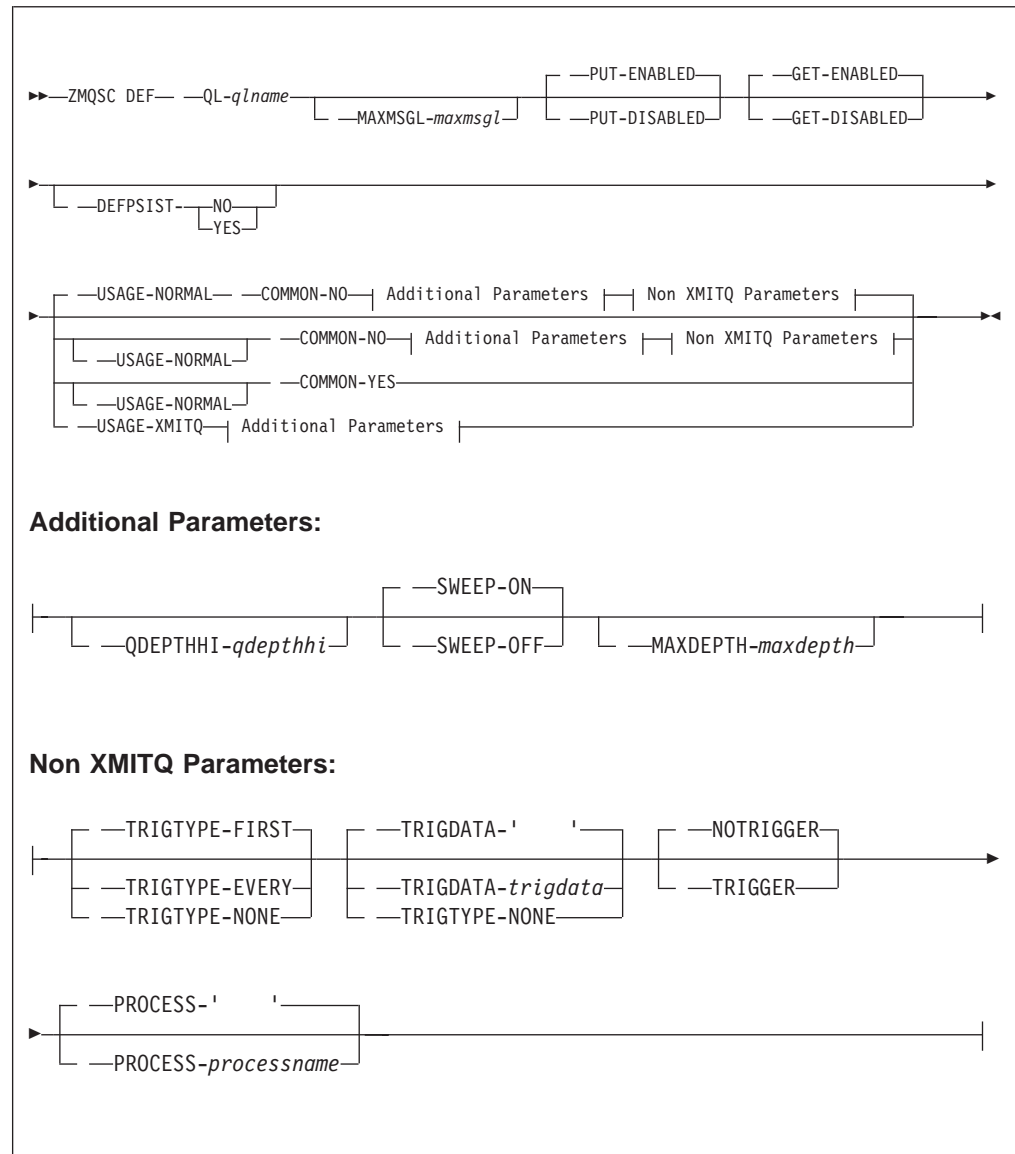 PUT-ENABLED GET-ENABLED
ZMQSC DEF QL-qlname
MAXMSGL-maxmsgl PUT-DISABLED GET-DISABLED
DEFPSIST- NO
YES
USAGE-NORMAL COMMON-NO Additional Parameters Non XMITQ Parameters
COMMON-NO Additional Parameters Non XMITQ Parameters
USAGE-NORMAL
COMMON-YES
USAGE-NORMAL
USAGE-XMITQ Additional Parameters
Additional Parameters:
SWEEP-ON
QDEPTHHI-qdepthhi SWEEP-OFF MAXDEPTH-maxdepth
Non XMITQ Parameters:
TRIGTYPE-FIRST TRIGDATA-' ' NOTRIGGER
TRIGTYPE-EVERY TRIGDATA-trigdata TRIGGER
TRIGTYPE-NONE TRIGTYPE-NONE
PROCESS-' '
PROCESS-processname